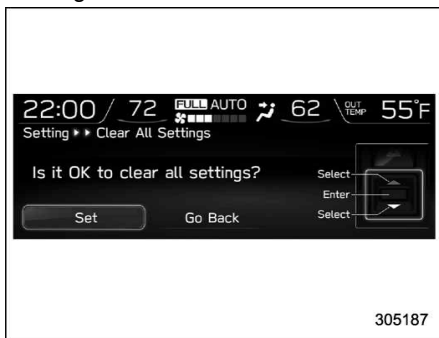 22:00 / 72 FULL AUTO 62 OUT TEMP 55°F
Setting ▶ ▶ Clear All Settings
Is it OK to clear all settings?
Select
Enter
Set Go Back Select
305187